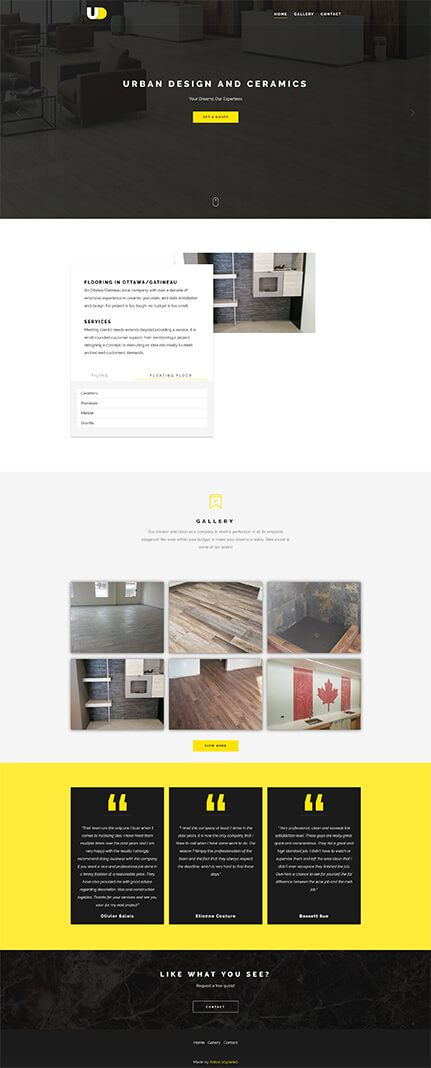 UD
HOME GALLERY CONTACT
URBAN DESIGN AND CERAMICS
Your Dreams, Our Expertises
GET A QUOTE
FLOORING IN OTTAWA/GATINEAU
An Ottawa/Gatineau local company with over a decade of
extensive experience in ceramic, porcelain, and slate installation
and design. No project is too tough, no budget is too small.
SERVICES
Meeting clients' needs extends beyond providing a service, it is
an all rounded customer support, from envisioning a project,
designing a concept, to executing an idea into reality to meet
and exceed customers' demands.
TILING FLOATING FLOOR
Ceramics
Porcelain
Marble
Granite
GALLERY
Our mission and vision as a company in short is perfection, in all its simplistic
elegance! We work within your budget to make your dreams a reality. Take a look at
some of our works!
VIEW MORE
"Their team are the only one I trust when it
comes to installing tiles. I have hired them
multiple times over the past years and I am
very happy with the results. I strongly
recommend doing business with this company
if you want a nice and professional job done in
a timely fashion at a reasonable price. They
have also provided me with good advice
regarding decoration, tiles and construction
logistics. Thanks for your services and see you
soon for my next project!"
Olivier Salais
" I hired this company at least 7 times in the
past years. It is now the only company that I
have to call when I have some work to do. The
reason ? Simply the professionalism of the
team and the fact that they always respect
the deadline, which is very hard to find these
days."
Etienne Couture
" Very professional, clean and exceeds the
satisfaction level. These guys are really great,
quick and conscientious. They did a great and
high standard job. I didn't have to watch or
supervise them and left the area clean that I
didn't even recognize they finished the job.
Give him a chance to see for yourself, the
difference between the wise job and the main
job."
Bassett Sue
LIKE WHAT YOU SEE?
Request a free quote!
CONTACT
Home Gallery Contact
Made by Anton Voytenko